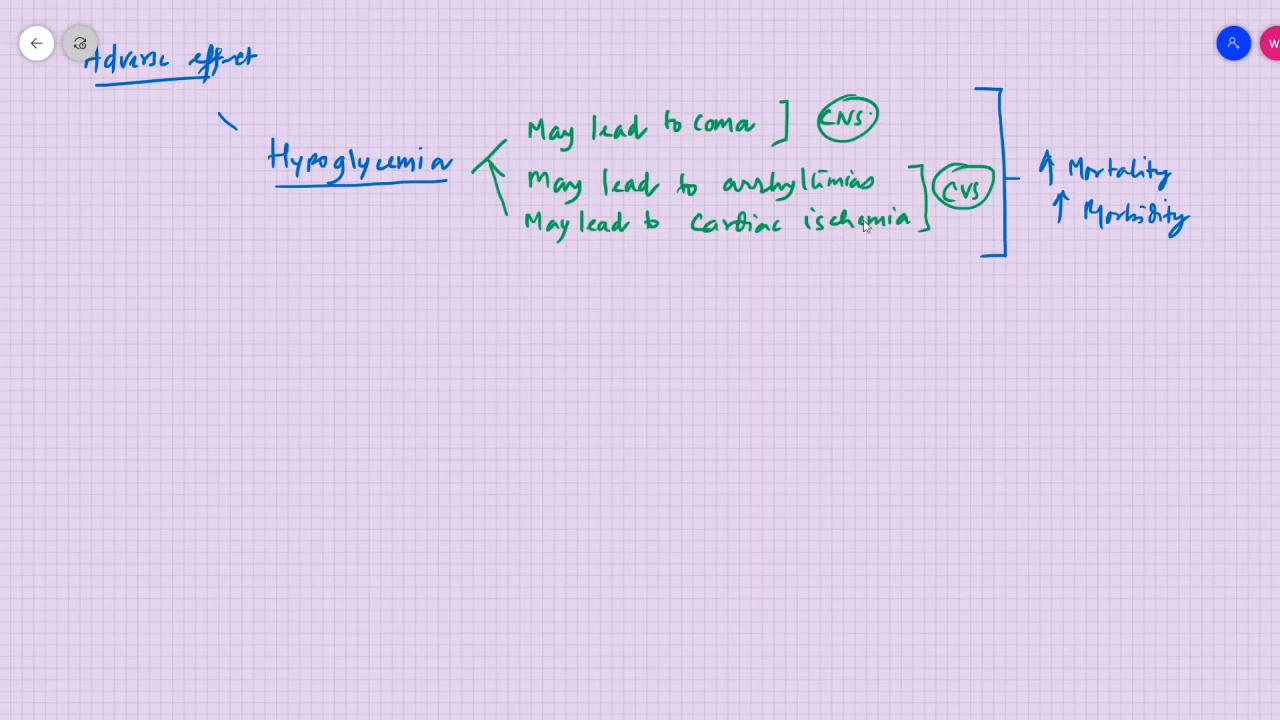 Adverse effect
May lead to coma ] CNS
Hypoglycemia
May lead to arrhythmias
May lead to Cardiac ischemia ] CVS
↑ Mortality
↑ Morbidity
W